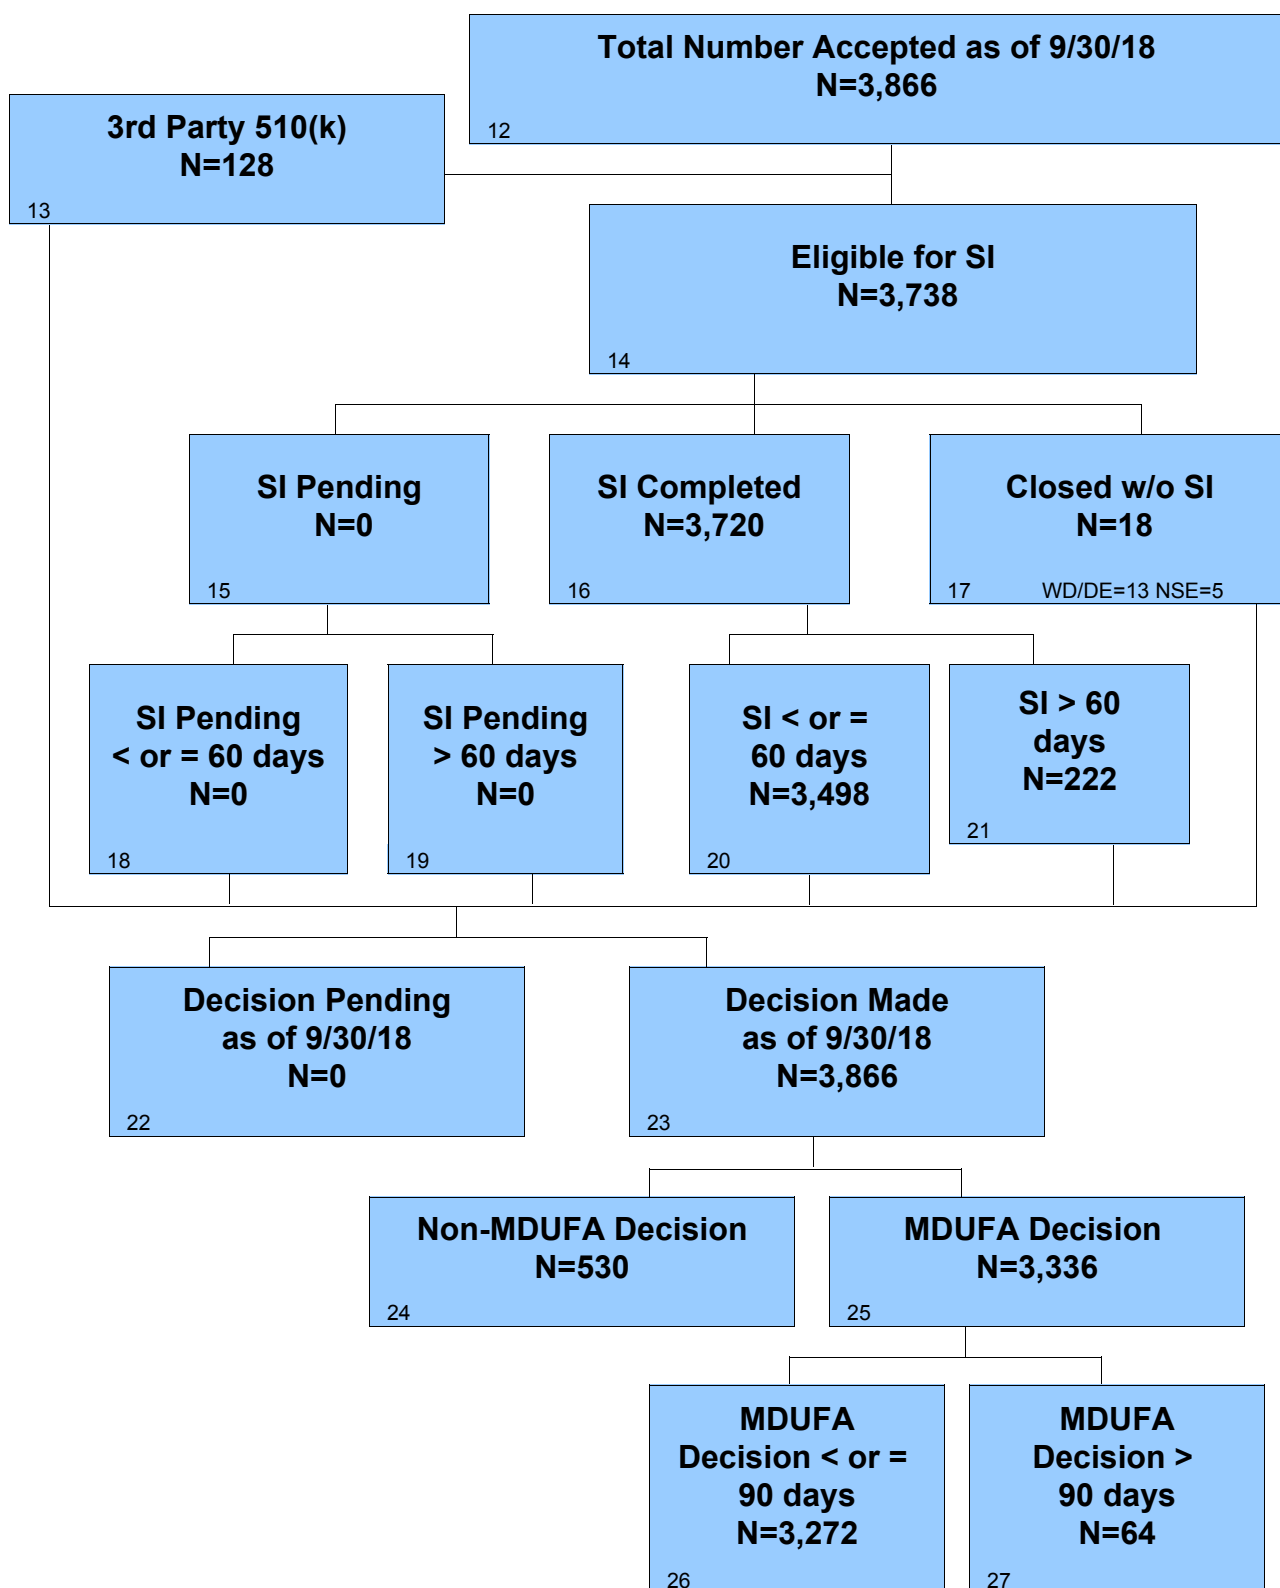 Total Number Accepted as of 9/30/18
N=3,866
12
3rd Party 510(k)
N=128
13
Eligible for SI
N=3,738
14
SI Pending
N=0
15
SI Completed
N=3,720
16
Closed w/o SI
N=18
17 WD/DE=13 NSE=5
SI Pending
< or = 60 days
N=0
18
SI Pending
> 60 days
N=0
19
SI < or =
60 days
N=3,498
20
SI > 60
days
N=222
21
Decision Pending
as of 9/30/18
N=0
22
Decision Made
as of 9/30/18
N=3,866
23
Non-MDUFA Decision
N=530
24
MDUFA Decision
N=3,336
25
MDUFA
Decision < or =
90 days
N=3,272
26
MDUFA
Decision >
90 days
N=64
27